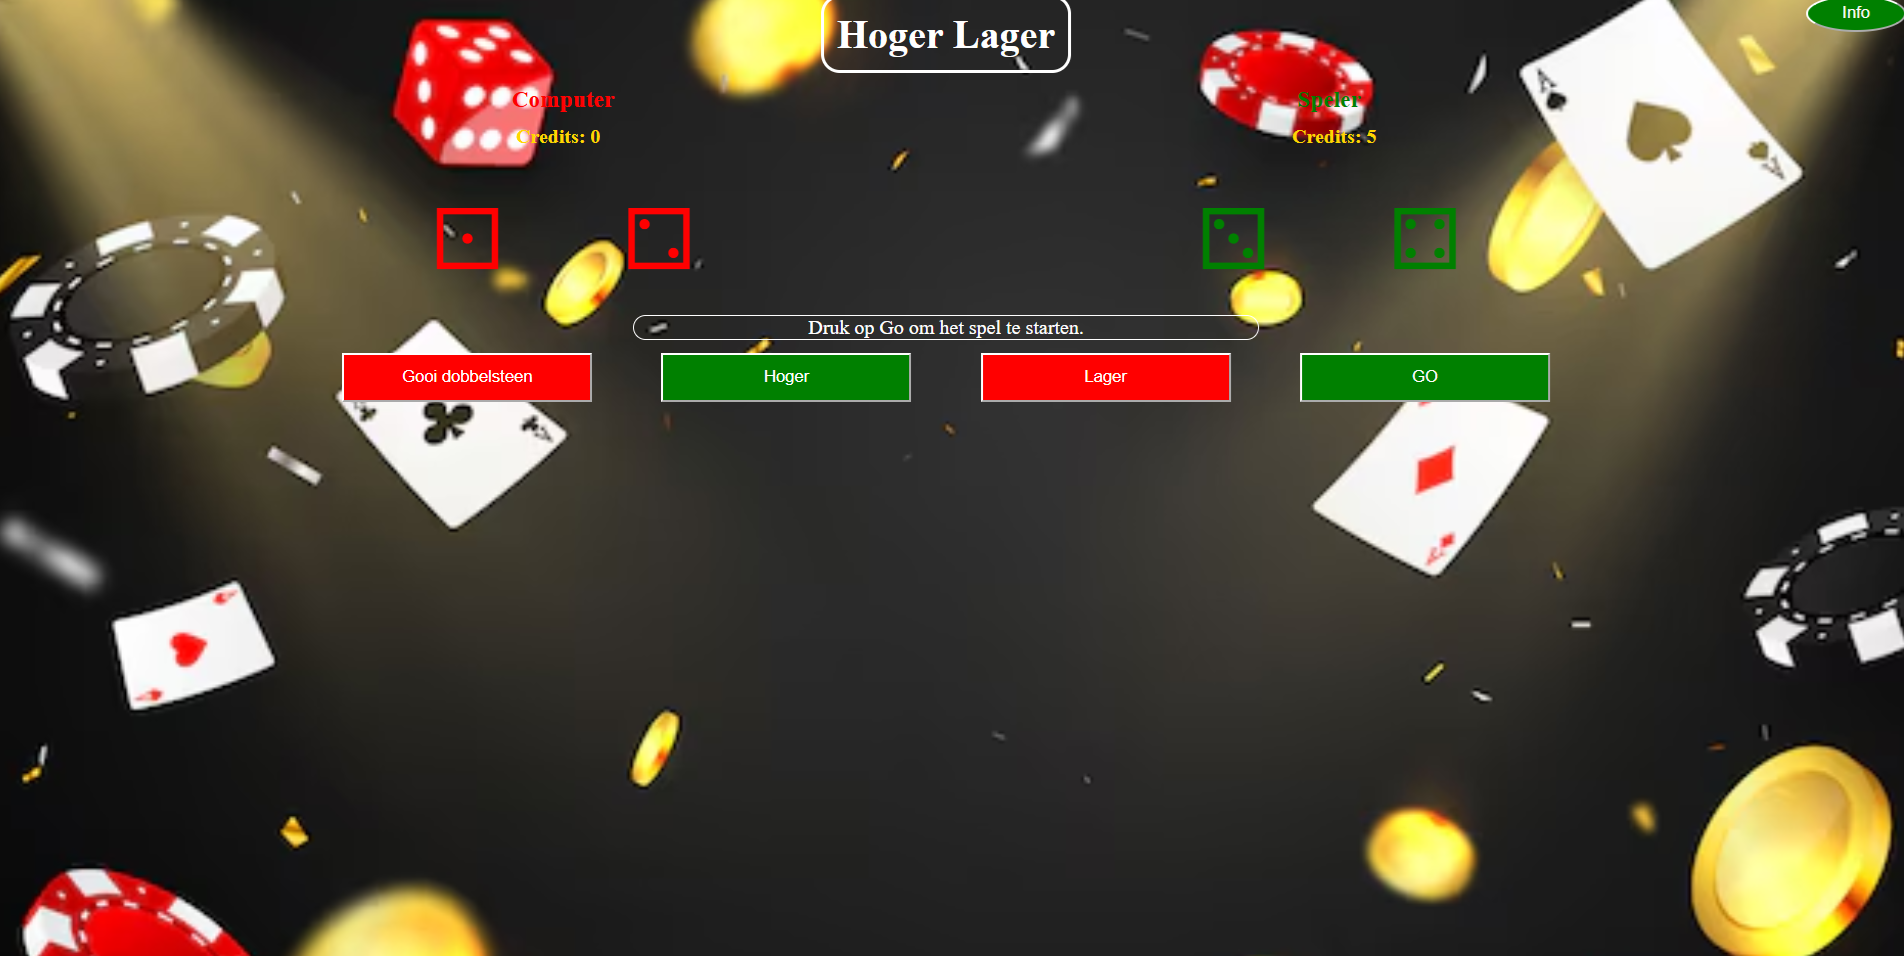 Hoger Lager
Info
Computer
Speler
Credits: 0
Credits: 5
Druk op Go om het spel te starten.
Gooi dobbelsteen
Hoger
Lager
GO
A
A